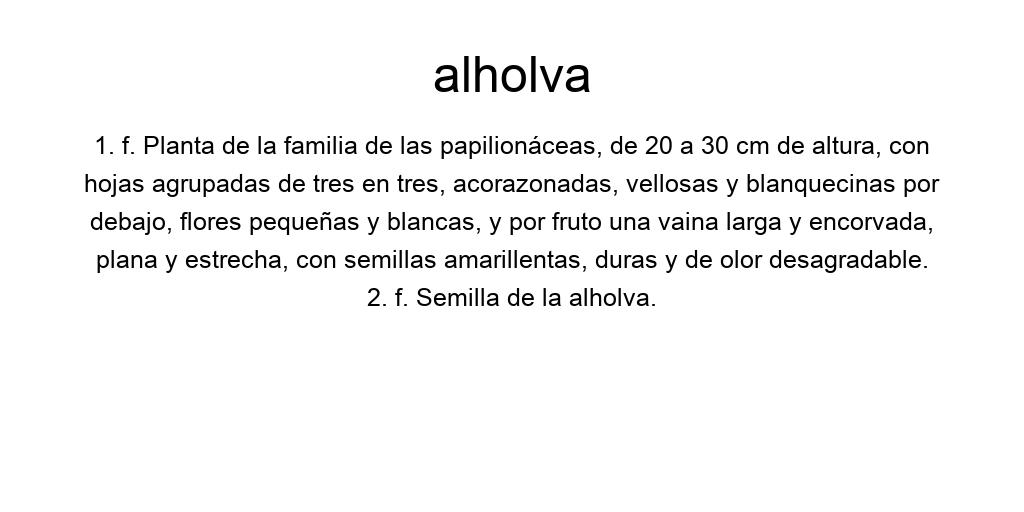 alholva
1. f. Planta de la familia de las papilionáceas, de 20 a 30 cm de altura, con
hojas agrupadas de tres en tres, acorazonadas, vellosas y blanquecinas por
debajo, flores pequeñas y blancas, y por fruto una vaina larga y encorvada,
plana y estrecha, con semillas amarillentas, duras y de olor desagradable.
2. f. Semilla de la alholva.